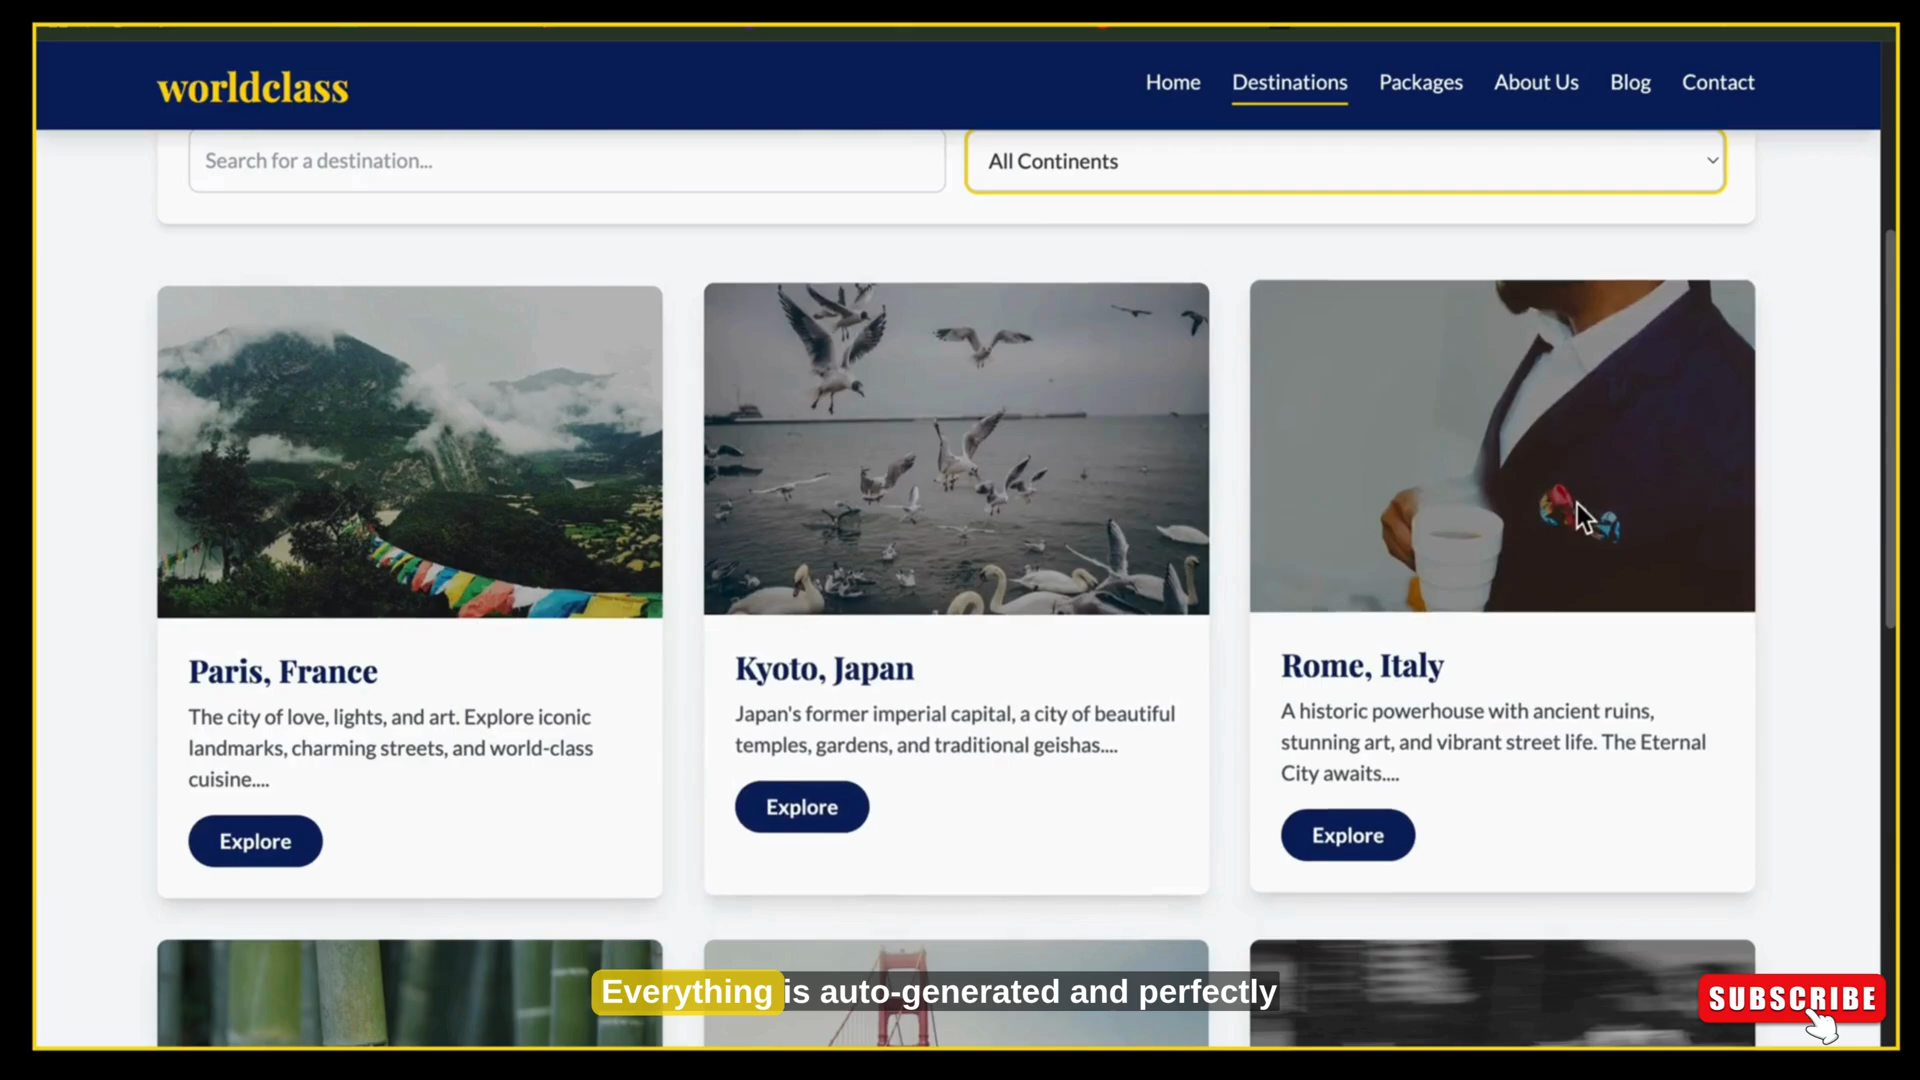 worldclass
Home Destinations Packages About Us Blog Contact
Search for a destination...
All Continents
Paris, France
The city of love, lights, and art. Explore iconic
landmarks, charming streets, and world-class
cuisine....
Explore
Kyoto, Japan
Japan's former imperial capital, a city of beautiful
temples, gardens, and traditional geishas....
Explore
Rome, Italy
A historic powerhouse with ancient ruins,
stunning art, and vibrant street life. The Eternal
City awaits....
Explore
Everything is auto-generated and perfectly
SUBSCRIBE